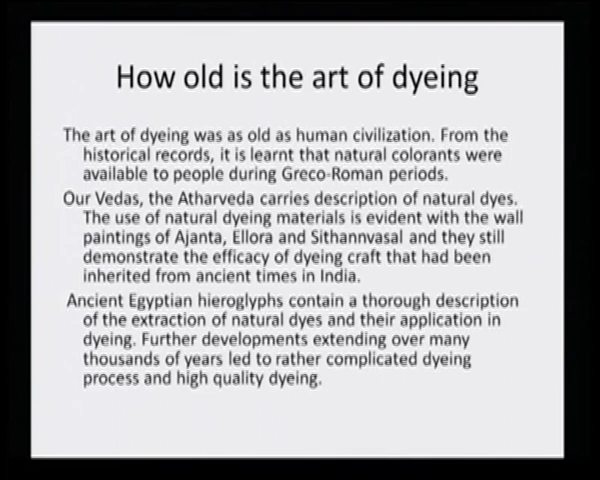 How old is the art of dyeing
The art of dyeing was as old as human civilization. From the
historical records, it is learnt that natural colorants were
available to people during Greco-Roman periods.
Our Vedas, the Atharveda carries description of natural dyes.
The use of natural dyeing materials is evident with the wall
paintings of Ajanta, Ellora and Sithannvasal and they still
demonstrate the efficacy of dyeing craft that had been
inherited from ancient times in India.
Ancient Egyptian hieroglyphs contain a thorough description
of the extraction of natural dyes and their application in
dyeing. Further developments extending over many
thousands of years led to rather complicated dyeing
process and high quality dyeing.